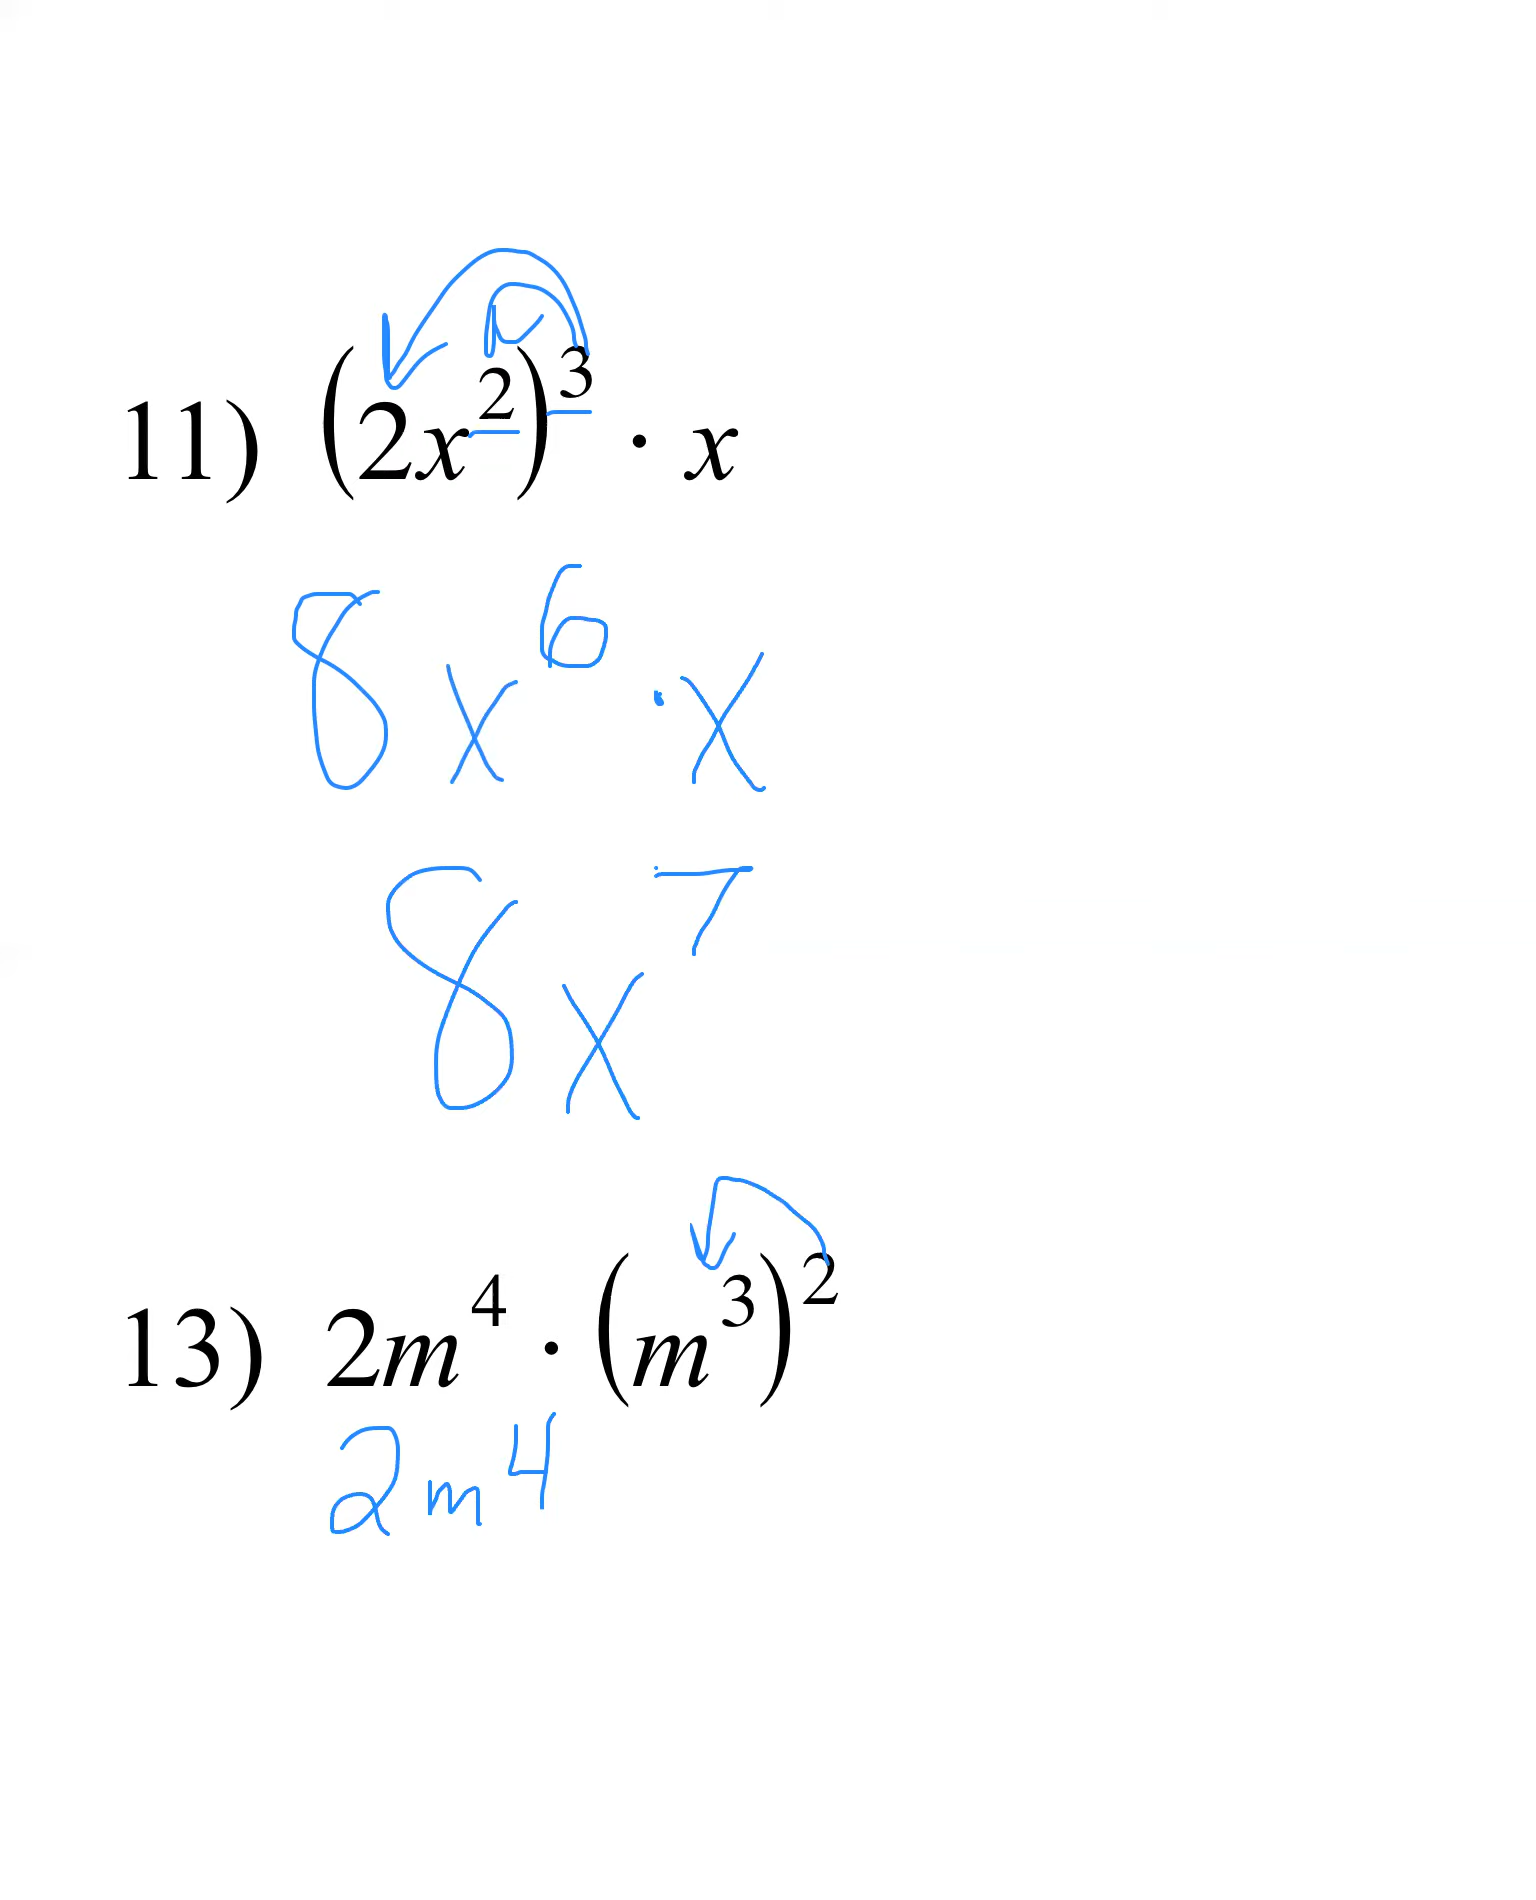 11) (2x²)³ · x
8x⁶ · x
8x⁷
13) 2m⁴ · (m³)²
2m⁴